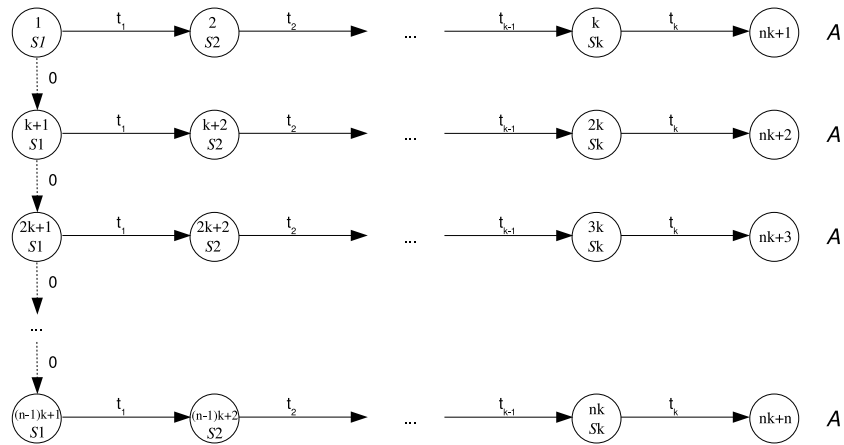 1 t1 2 t2 ... tk-1 k tk nk+1 A
S1 S2 Sk
0
k+1 t1 k+2 t2 ... tk-1 2k tk nk+2 A
S1 S2 Sk
0
2k+1 t1 2k+2 t2 ... tk-1 3k tk nk+3 A
S1 S2 Sk
0
...
0
(n-1)k+1 t1 (n-1)k+2 t2 ... tk-1 nk tk nk+n A
S1 S2 Sk